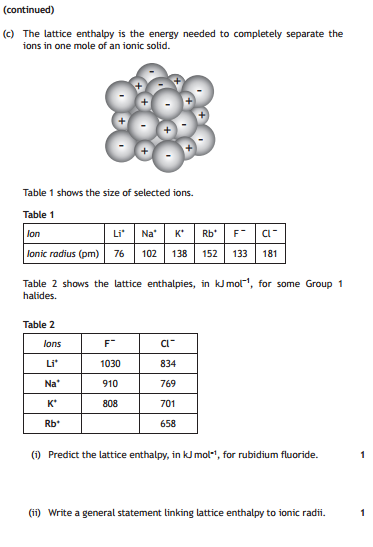 (continued)
(c) The lattice enthalpy is the energy needed to completely separate the
ions in one mole of an ionic solid.
Table 1 shows the size of selected ions.
Table 1
Ion Li⁺ Na⁺ K⁺ Rb⁺ F⁻ Cl⁻
Ionic radius (pm) 76 102 138 152 133 181
Table 2 shows the lattice enthalpies, in kJ mol⁻¹, for some Group 1
halides.
Table 2
Ions F⁻ Cl⁻
Li⁺ 1030 834
Na⁺ 910 769
K⁺ 808 701
Rb⁺ 658
(i) Predict the lattice enthalpy, in kJ mol⁻¹, for rubidium fluoride. 1
(ii) Write a general statement linking lattice enthalpy to ionic radii. 1